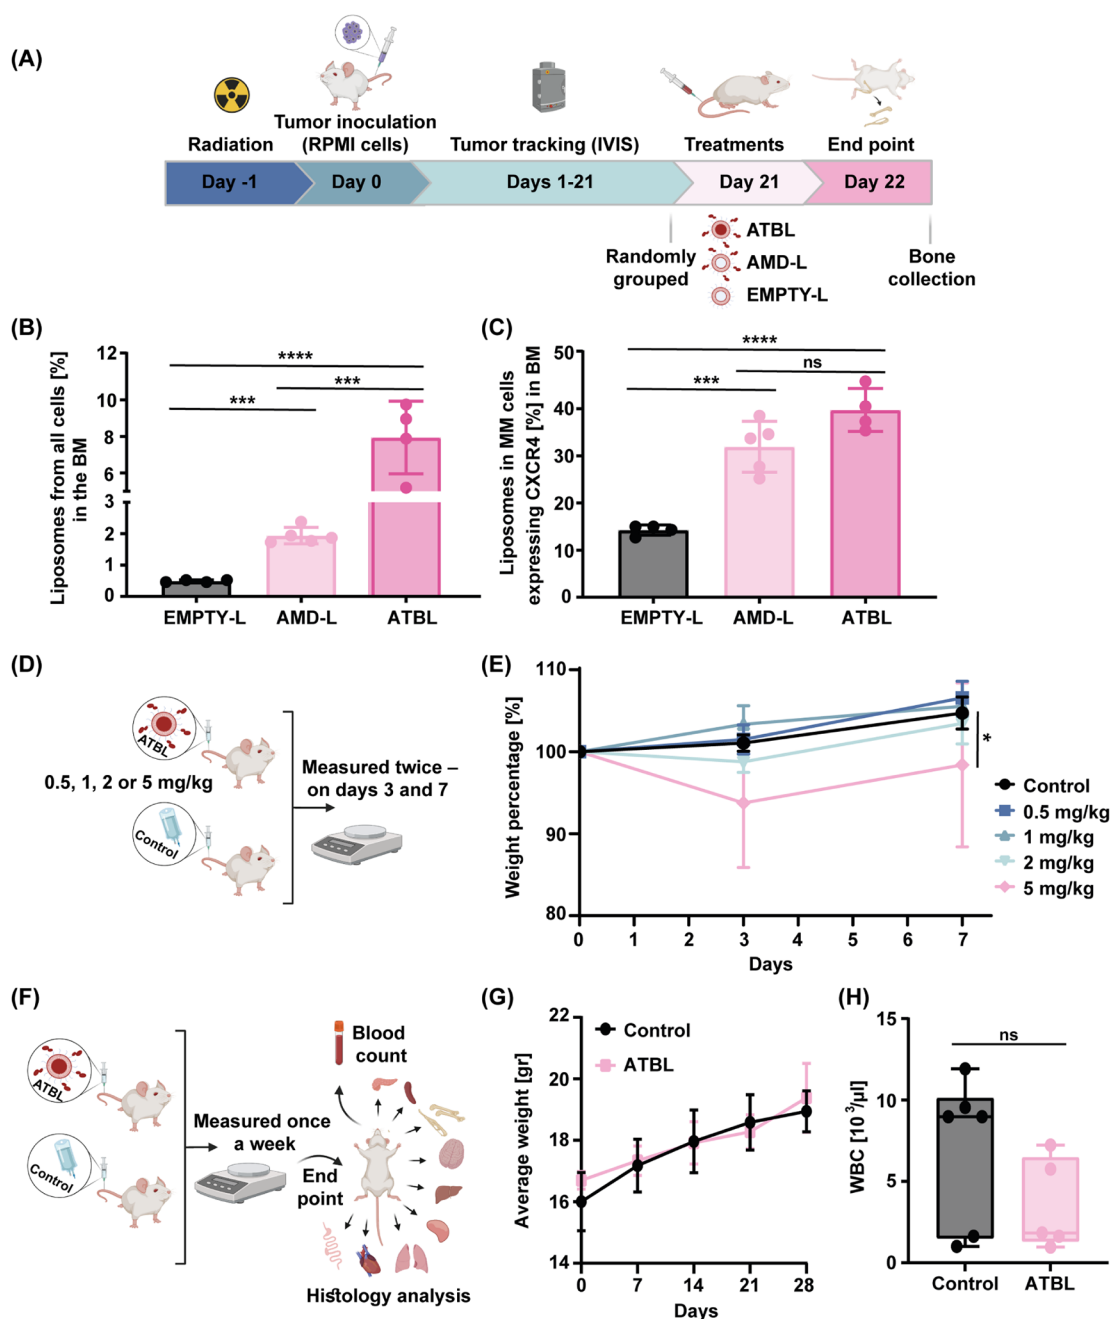 (A)
Radiation
Tumor inoculation
(RPMI cells)
Tumor tracking (IVIS)
Treatments
End point
Day -1
Day 0
Days 1-21
Day 21
Day 22
Randomly
grouped
ATBL
AMD-L
EMPTY-L
Bone
collection
(B)
Liposomes from all cells [%]
in the BM
12
10
8
6
4
3
2
1
0
****
***
***
EMPTY-L
AMD-L
ATBL
(C)
Liposomes in MM cells
expressing CXCR4 [%] in BM
50
40
30
20
10
0
****
ns
***
EMPTY-L
AMD-L
ATBL
(D)
ATBL
0.5, 1, 2 or 5 mg/kg
Control
Measured twice –
on days 3 and 7
(E)
Weight percentage [%]
110
100
90
80
0
1
2
3
4
5
6
7
Days
*
Control
0.5 mg/kg
1 mg/kg
2 mg/kg
5 mg/kg
(F)
ATBL
Control
Measured once
a week
End
point
Blood
count
Histology analysis
(G)
Average weight [gr]
22
20
18
16
14
Control
ATBL
0
7
14
21
28
Days
(H)
WBC [10 3/µl]
15
10
5
0
ns
Control
ATBL